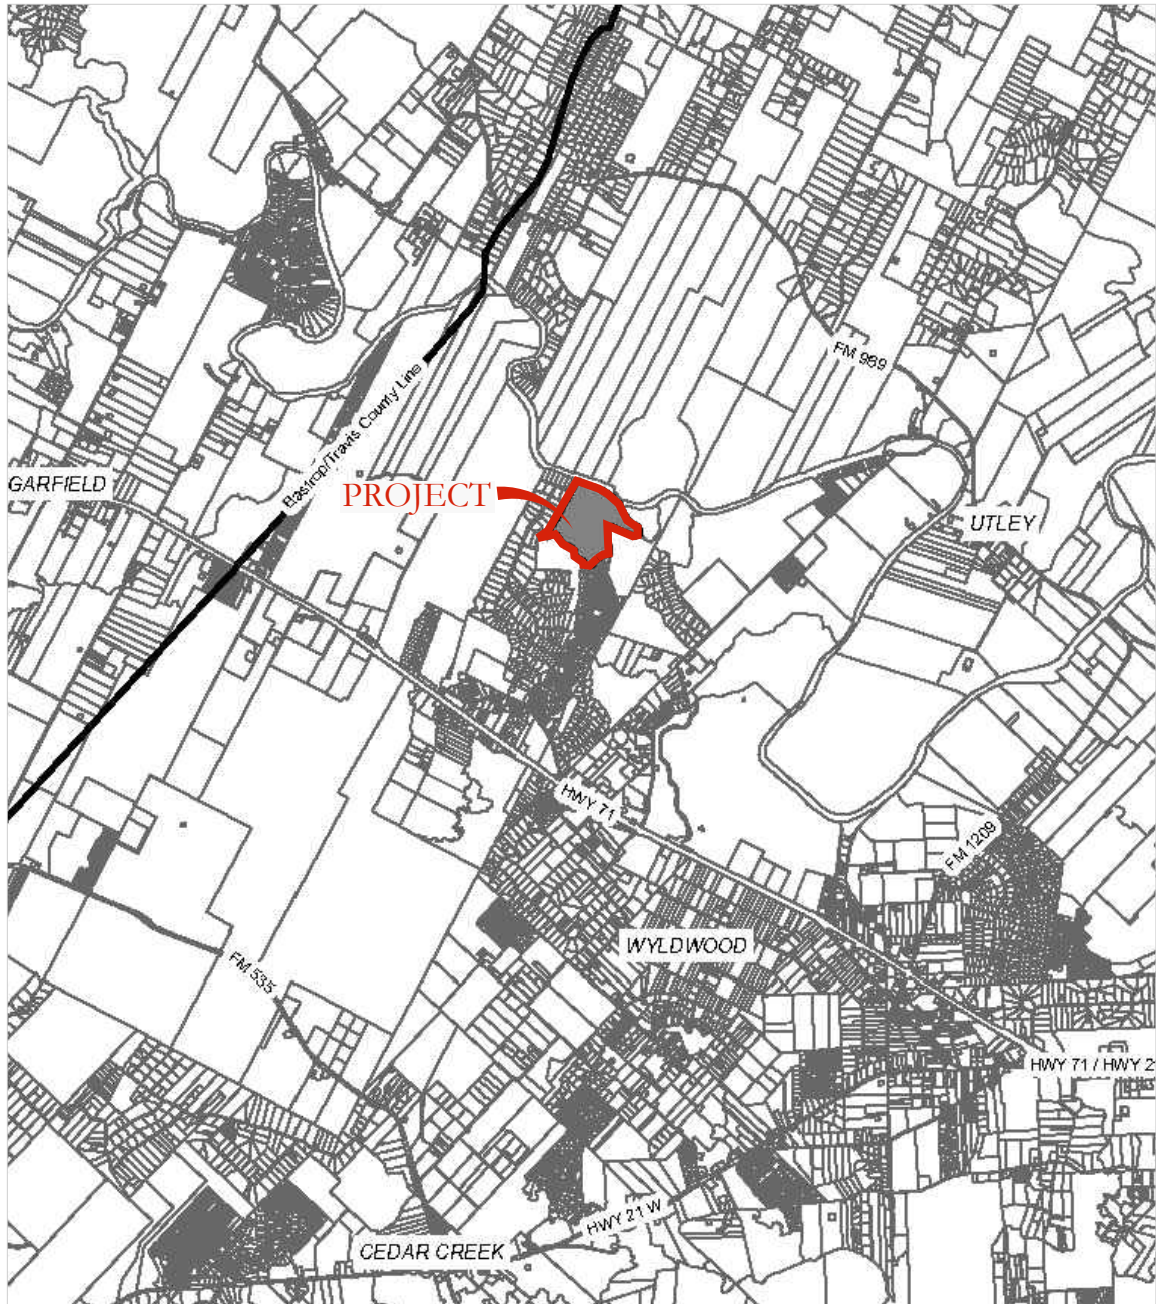 FM 969
Bastrop/Travis County Line
GARFIELD
PROJECT
UTLEY
HWY 71
FM 1209
WYLDWOOD
FM 535
HWY 71 / HWY 2
HWY 21 W
CEDAR CREEK